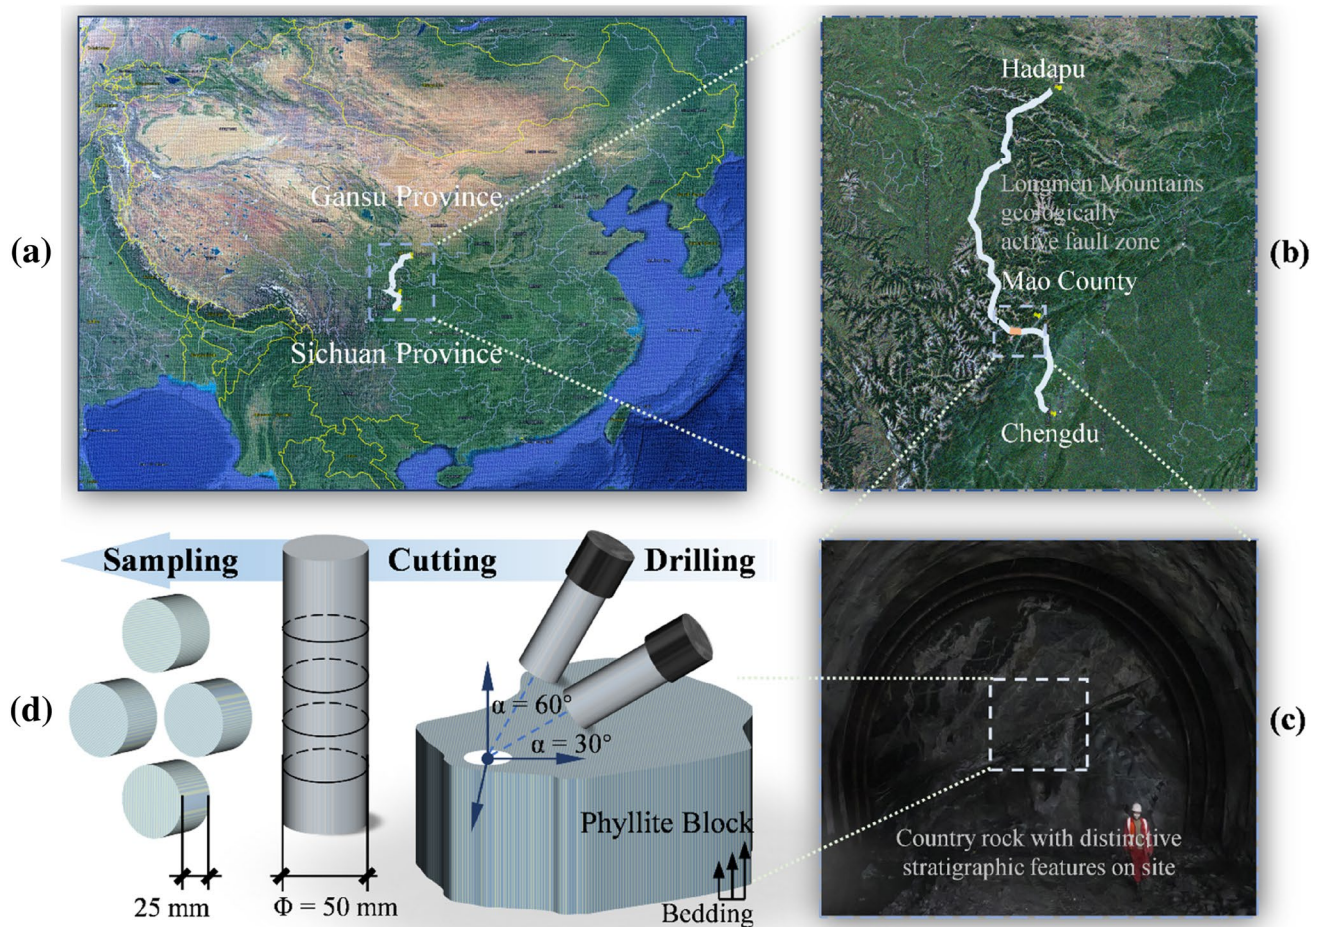 (a)
Gansu Province
Sichuan Province
(b)
Hadapu
Longmen Mountains
geologically
active fault zone
Mao County
Chengdu
(d)
Sampling
Cutting
Drilling
α = 60°
α = 30°
Phyllite Block
Bedding
25 mm
Φ = 50 mm
(c)
Country rock with distinctive
stratigraphic features on site